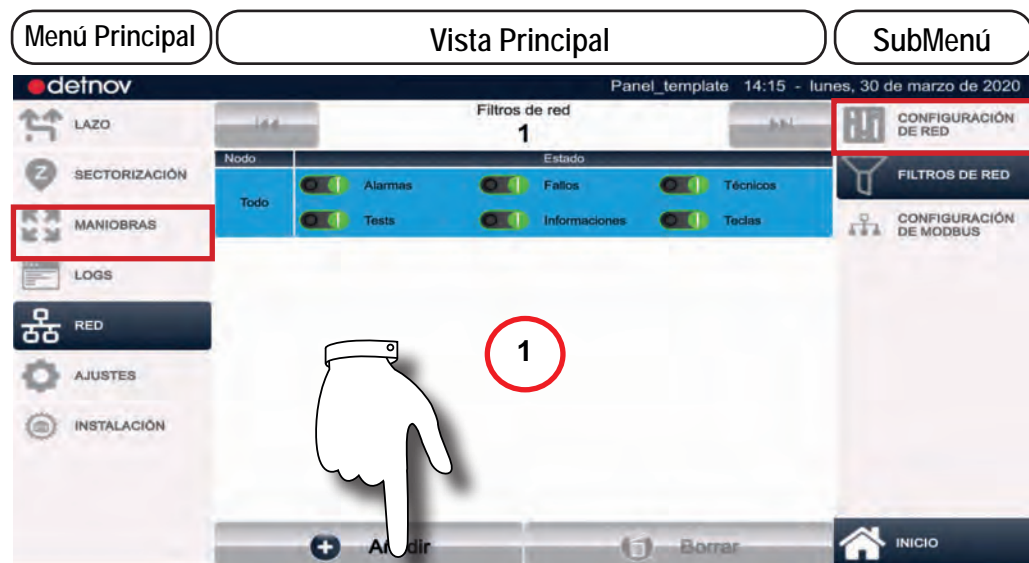 Menú Principal
Vista Principal
SubMenú
detnov
Panel_template 14:15 - lunes, 30 de marzo de 2020
LAZO
SECTORIZACIÓN
MANIOBRAS
LOGS
RED
AJUSTES
INSTALACIÓN
Filtros de red
1
Nodo
Estado
Todo
Alarmas
Fallos
Técnicos
Tests
Informaciones
Teclas
1
Añadir
Borrar
CONFIGURACIÓN
DE RED
FILTROS DE RED
CONFIGURACIÓN
DE MODBUS
INICIO